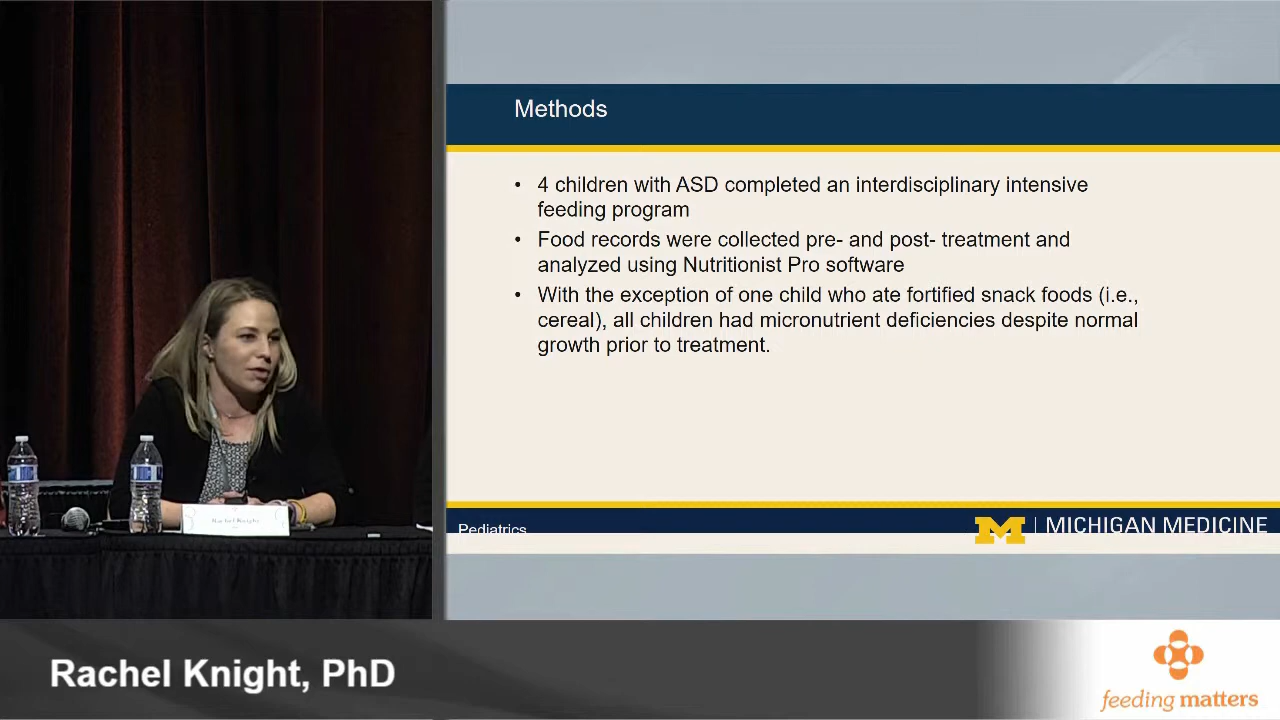 Methods
• 4 children with ASD completed an interdisciplinary intensive
feeding program
• Food records were collected pre- and post- treatment and
analyzed using Nutritionist Pro software
• With the exception of one child who ate fortified snack foods (i.e.,
cereal), all children had micronutrient deficiencies despite normal
growth prior to treatment.
Rachel Knight
Pediatrics
M | MICHIGAN MEDICINE
Rachel Knight, PhD
feeding matters